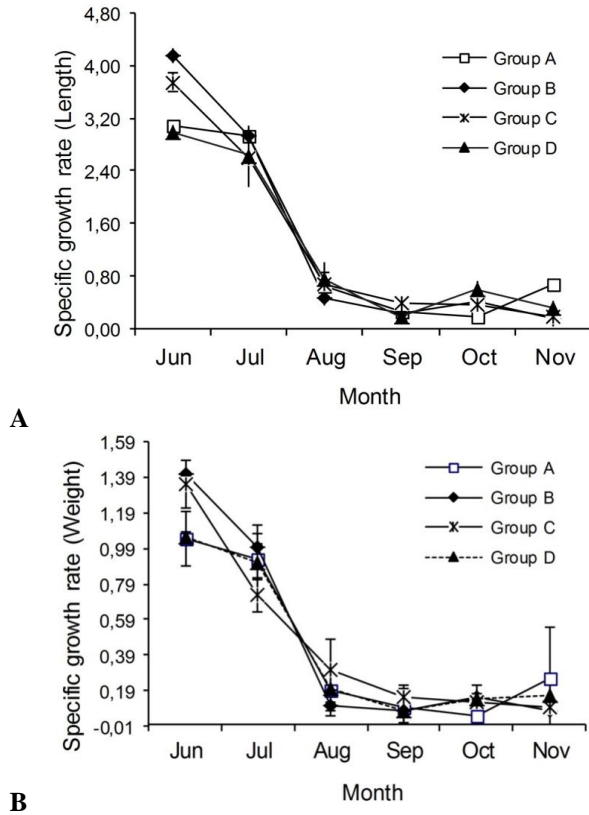 4,80
4,00
3,20
2,40
1,60
0,80
0,00
Specific growth rate (Length)
Group A
Group B
Group C
Group D
Jun Jul Aug Sep Oct Nov
Month
A
1,59
1,39
1,19
0,99
0,79
0,59
0,39
0,19
-0,01
Specific growth rate (Weight)
Group A
Group B
Group C
Group D
Jun Jul Aug Sep Oct Nov
Month
B